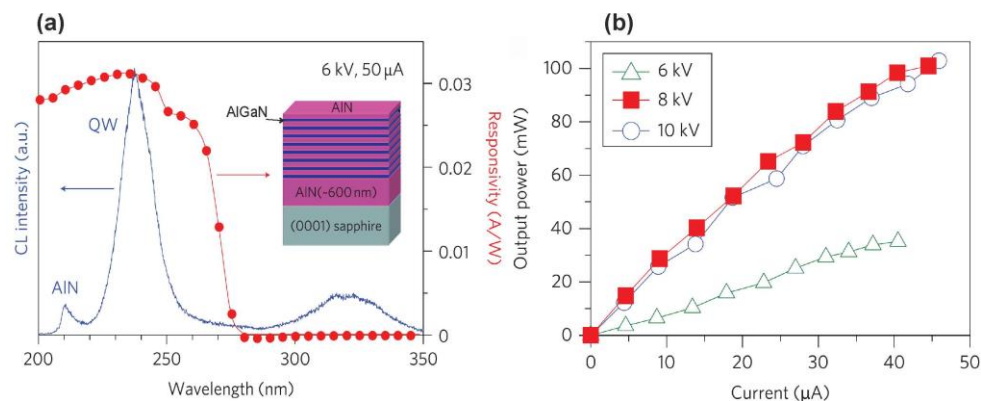 (a)
6 kV, 50 µA
QW
AlN
AlGaN
AlN
AlN(~600 nm)
(0001) sapphire
CL intensity (a.u.)
Responsivity (A/W)
0.03
0.02
0.01
0
200
250
300
350
Wavelength (nm)
(b)
6 kV
8 kV
10 kV
Output power (mW)
100
80
60
40
20
0
0
10
20
30
40
50
Current (µA)